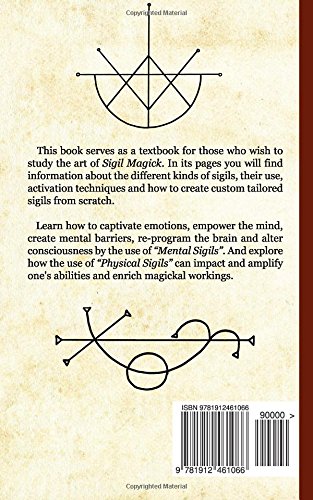 This book serves as a textbook for those who wish to
study the art of Sigil Magick. In its pages you will find
information about the different kinds of sigils, their use,
activation techniques and how to create custom tailored
sigils from scratch.
Learn how to captivate emotions, empower the mind,
create mental barriers, re-program the brain and alter
consciousness by the use of "Mental Sigils". And explore
how the use of "Physical Sigils" can impact and amplify
one's abilities and enrich magickal workings.
ISBN 9781912461066
90000 >
9 781912 461066